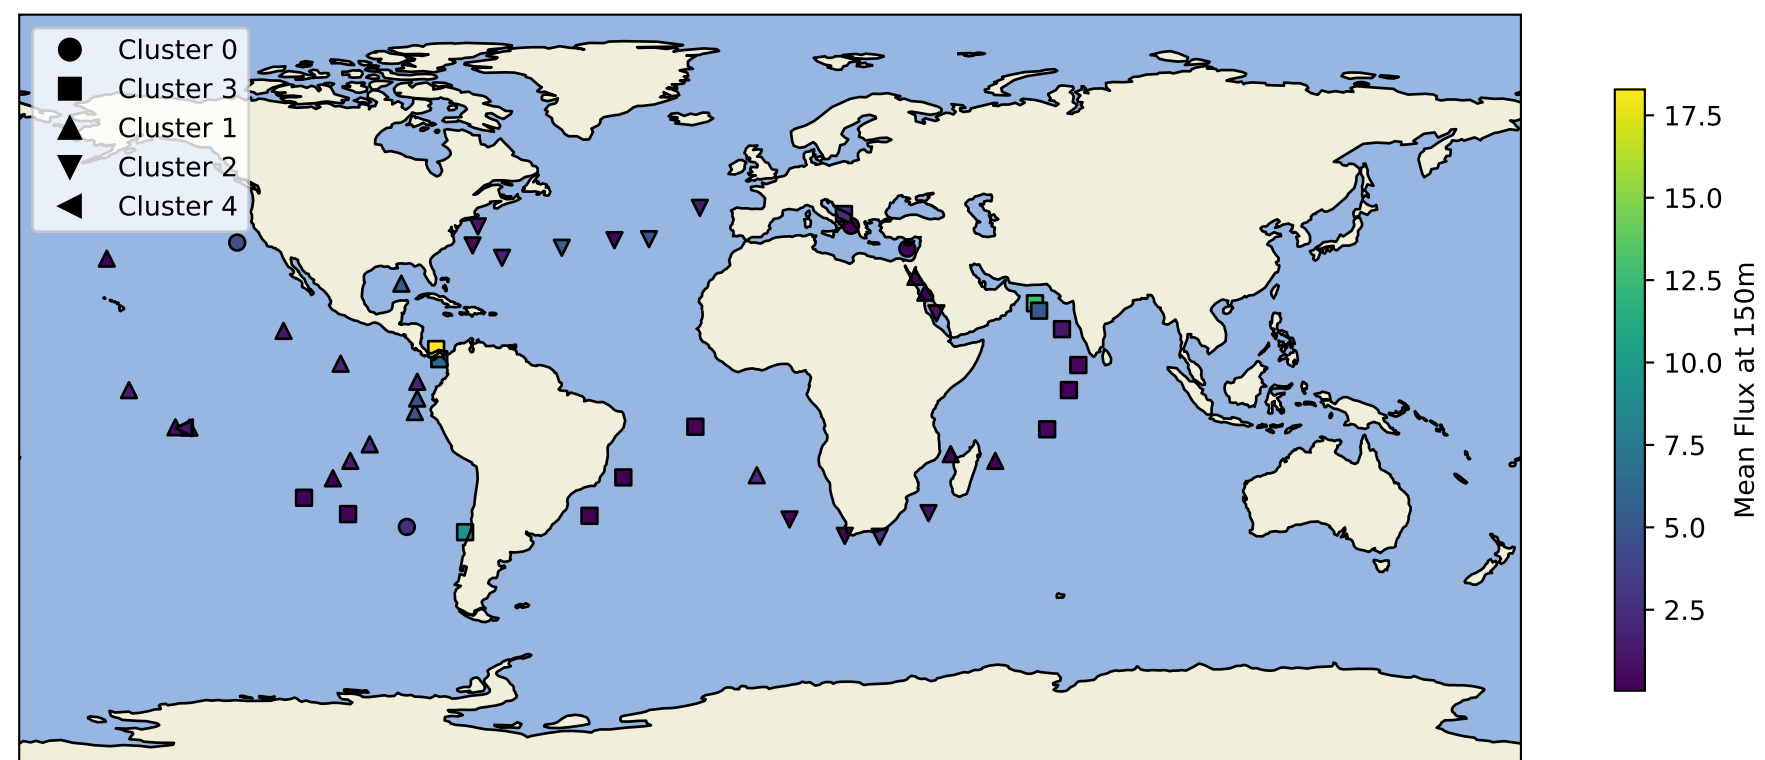 Cluster 0
Cluster 3
Cluster 1
Cluster 2
Cluster 4
17.5
15.0
12.5
10.0
7.5
5.0
2.5
Mean Flux at 150m